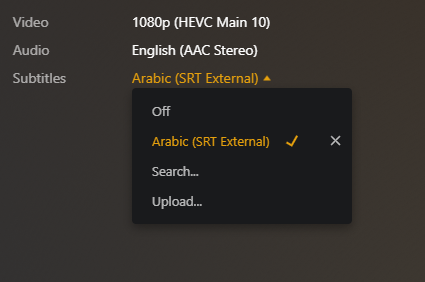 Video 1080p (HEVC Main 10)
Audio English (AAC Stereo)
Subtitles Arabic (SRT External)
Off
Arabic (SRT External)
Search...
Upload...